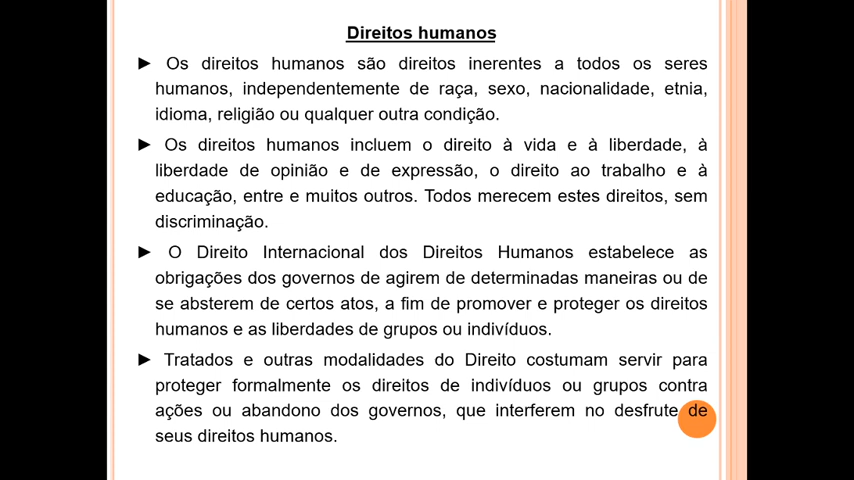 Direitos humanos
► Os direitos humanos são direitos inerentes a todos os seres
humanos, independentemente de raça, sexo, nacionalidade, etnia,
idioma, religião ou qualquer outra condição.
► Os direitos humanos incluem o direito à vida e à liberdade, à
liberdade de opinião e de expressão, o direito ao trabalho e à
educação, entre e muitos outros. Todos merecem estes direitos, sem
discriminação.
► O Direito Internacional dos Direitos Humanos estabelece as
obrigações dos governos de agirem de determinadas maneiras ou de
se absterem de certos atos, a fim de promover e proteger os direitos
humanos e as liberdades de grupos ou indivíduos.
► Tratados e outras modalidades do Direito costumam servir para
proteger formalmente os direitos de indivíduos ou grupos contra
ações ou abandono dos governos, que interferem no desfrute de
seus direitos humanos.